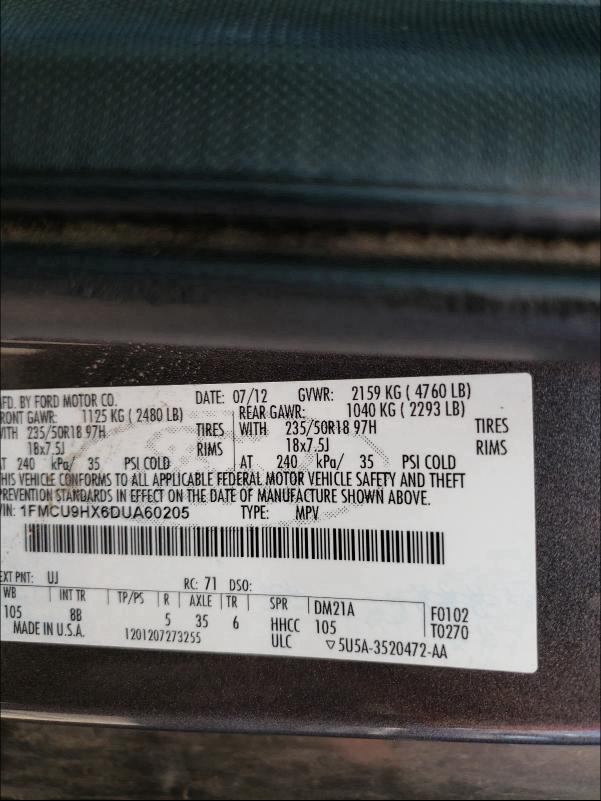 MFD. BY FORD MOTOR CO. DATE: 07/12 GVWR: 2159 KG ( 4760 LB)
FRONT GAWR: 1125 KG ( 2480 LB) REAR GAWR: 1040 KG ( 2293 LB)
WITH 235/50R18 97H TIRES WITH 235/50R18 97H TIRES
18x7.5J RIMS 18x7.5J RIMS
AT 240 kPa/ 35 PSI COLD AT 240 kPa/ 35 PSI COLD
THIS VEHICLE CONFORMS TO ALL APPLICABLE FEDERAL MOTOR VEHICLE SAFETY AND THEFT
PREVENTION STANDARDS IN EFFECT ON THE DATE OF MANUFACTURE SHOWN ABOVE.
VIN: 1FMCU9HX6DUA60205 TYPE: MPV
EXT PNT: UJ RC: 71 DSO:
WB INT TR TP/PS R AXLE TR SPR DM21A F0102
105 8B 5 35 6 HHCC 105 T0270
MADE IN U.S.A. 1201207273255 ULC ▽5U5A-3520472-AA